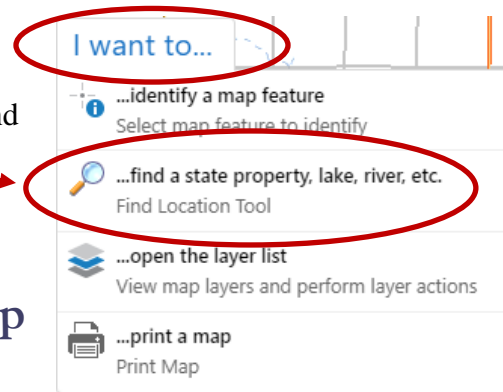 I want to...
...identify a map feature
Select map feature to identify
...find a state property, lake, river, etc.
Find Location Tool
...open the layer list
View map layers and perform layer actions
...print a map
Print Map